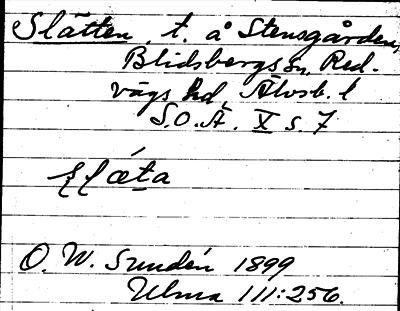 Slätten, t. å Stensgården,
Blidsbergs sn, Red-
vägs hd, Älvsb. l
S.O.Ä. X s. 7
O. W. Sundén 1899
Ulma 111:256.